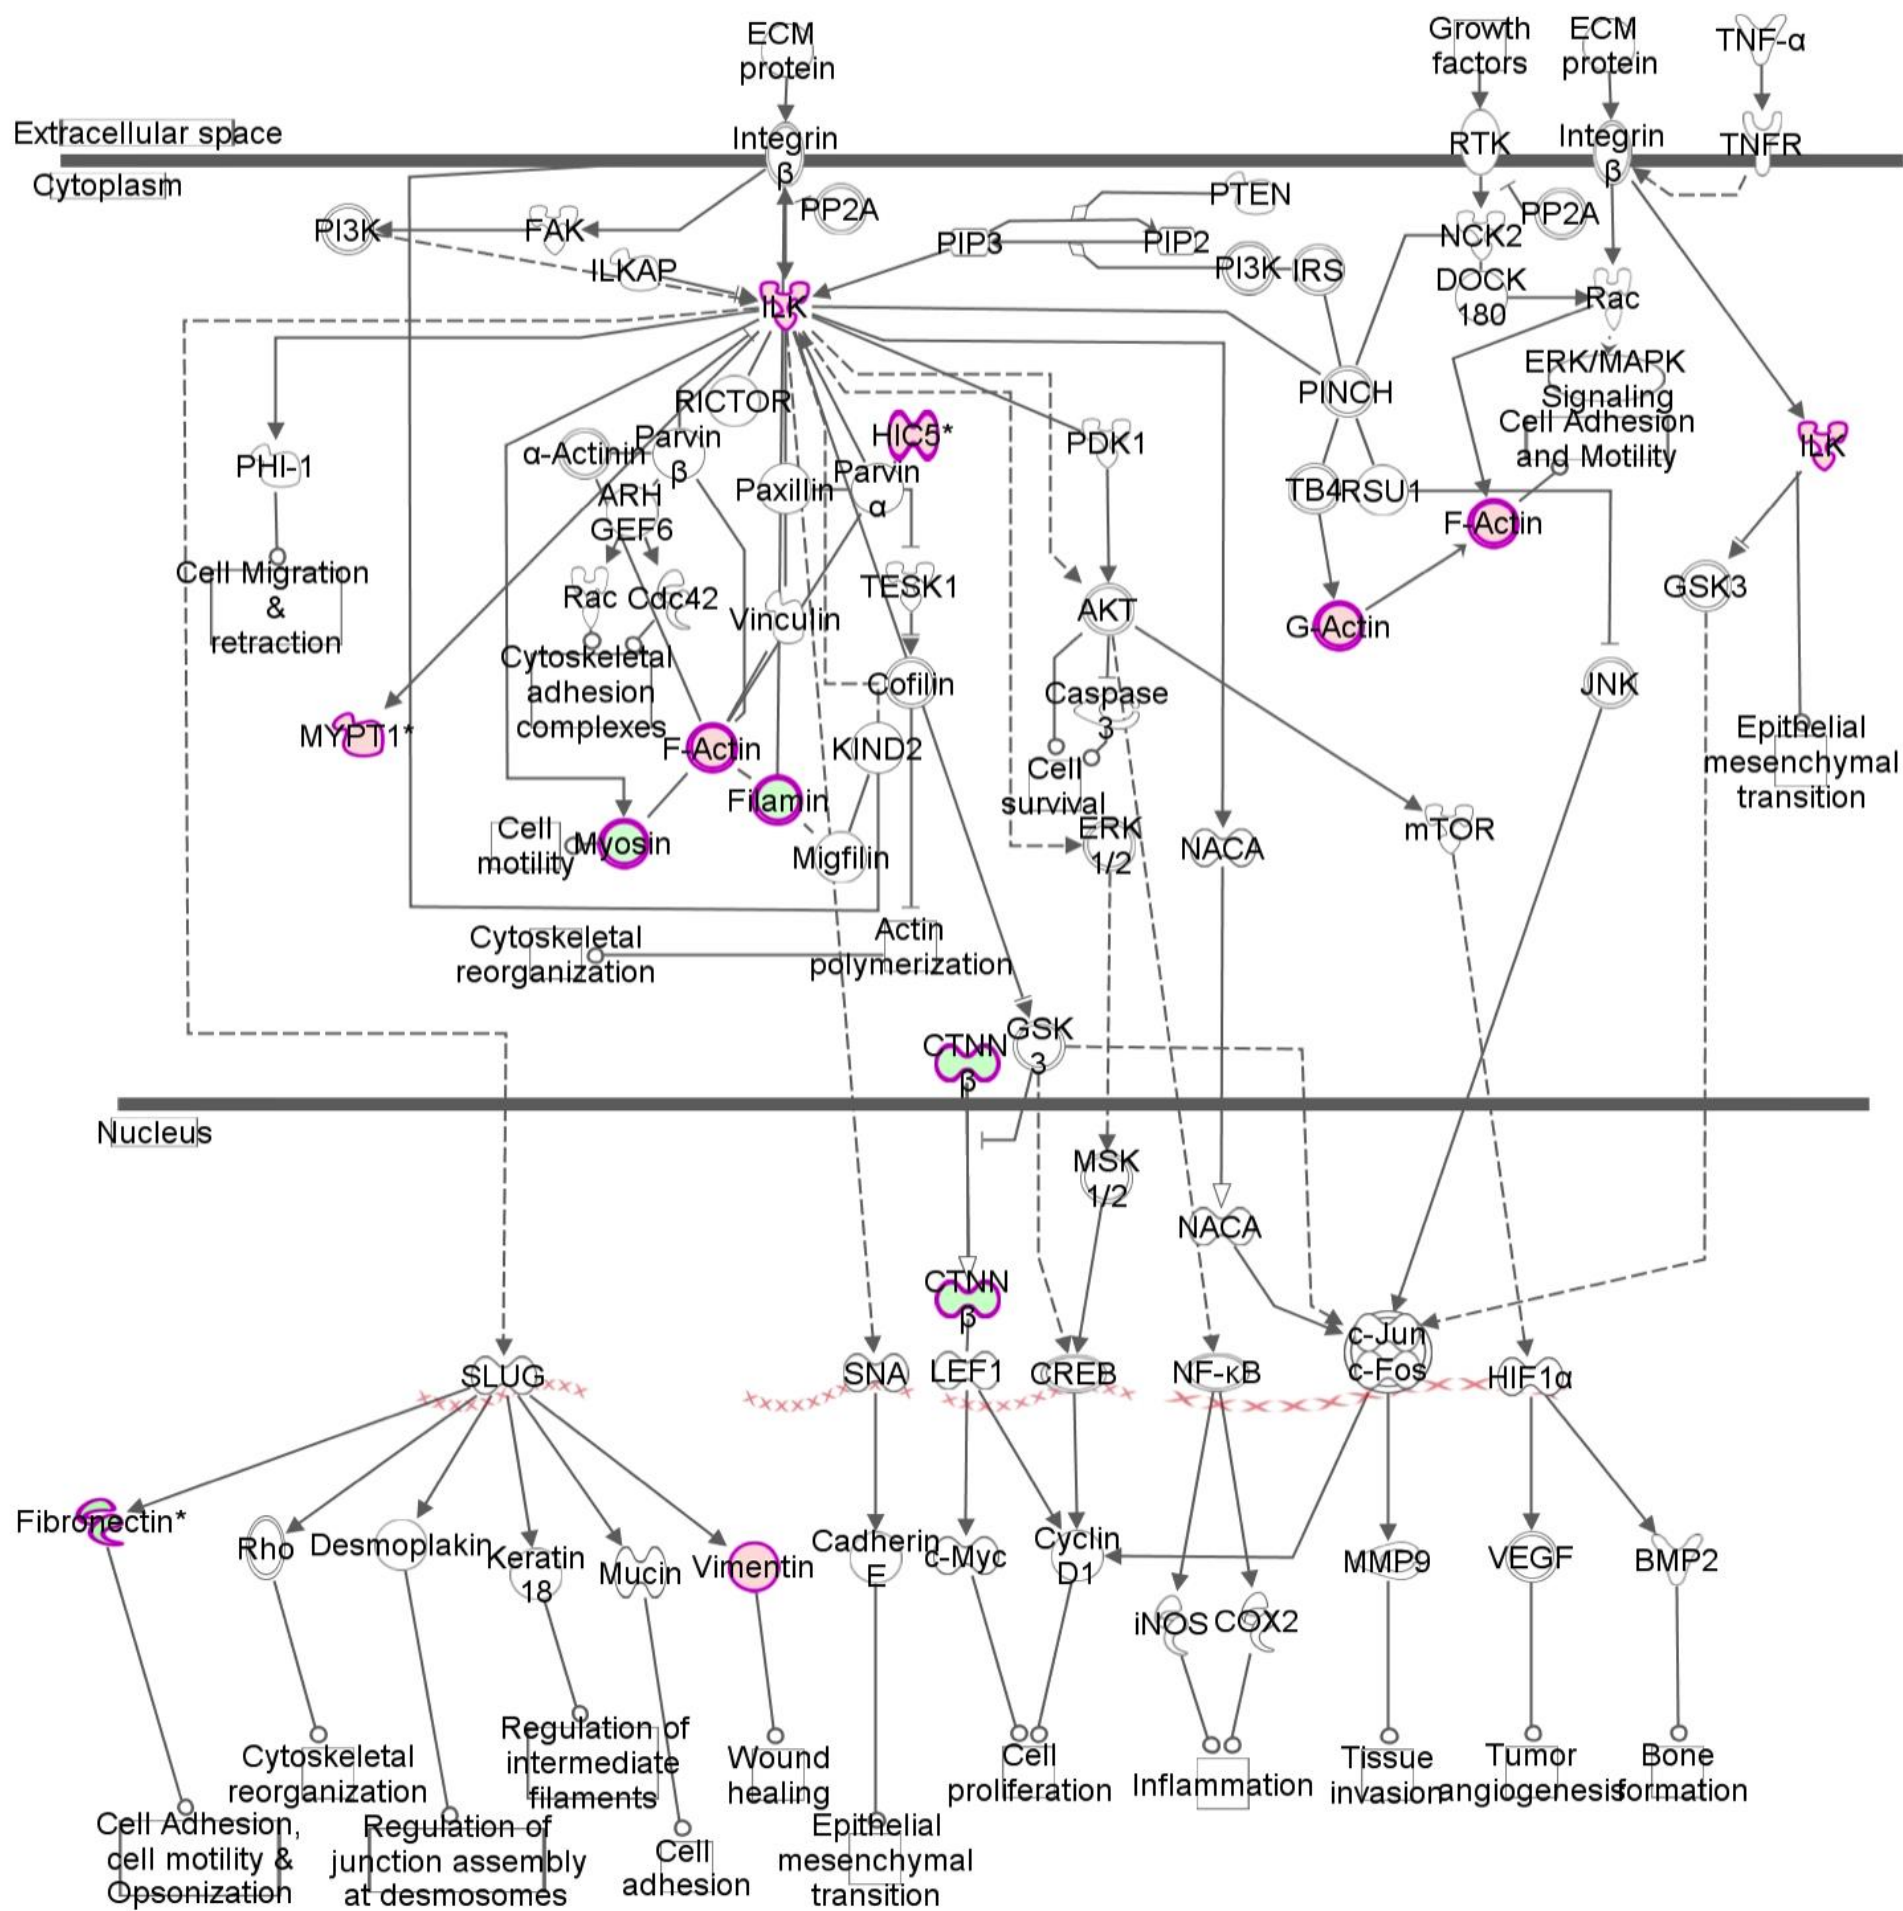 ECM
protein
Growth
factors
ECM
protein
TNF-α
Extracellular space
Integrin
β
RTK
Integrin
β
TNFR
Cytoplasm
PI3K
FAK
PP2A
PTEN
PP2A
PIP3
PIP2
NCK2
ILKAP
PI3K
IRS
DOCK
180
Rac
ILK
ERK/MAPK
Signaling
PINCH
RICTOR
HIC5*
Cell Adhesion
and Motility
ILK
α-Actinin
Parvin
β
PDK1
PHI-1
Paxillin
Parvin
α
TB4
RSU1
ARH
GEF6
F-Actin
Cell Migration
&
retraction
Rac
Cdc42
Vinculin
TESK1
AKT
G-Actin
GSK3
Cytoskeletal
adhesion
complexes
Cofilin
Caspase
3
JNK
MYPT1*
F-Actin
KIND2
Epithelial
mesenchymal
transition
Filamin
Cell
survival
Cell
motility
Myosin
Migfilin
ERK
1/2
NACA
mTOR
Cytoskeletal
reorganization
Actin
polymerization
CTNN
β
GSK
3
Nucleus
MSK
1/2
NACA
CTNN
β
c-Jun
c-Fos
SLUG
SNA
LEF1
CREB
NF-κB
HIF1α
Fibronectin*
Rho
Desmoplakin
Keratin
18
Mucin
Vimentin
Cadherin
E
c-Myc
Cyclin
D1
MMP9
VEGF
BMP2
iNOS
COX2
Cytoskeletal
reorganization
Regulation of
intermediate
filaments
Wound
healing
Cell
proliferation
Inflammation
Tissue
invasion
Tumor
angiogenesis
Bone
formation
Cell Adhesion,
cell motility &
Opsonization
Regulation of
junction assembly
at desmosomes
Cell
adhesion
Epithelial
mesenchymal
transition